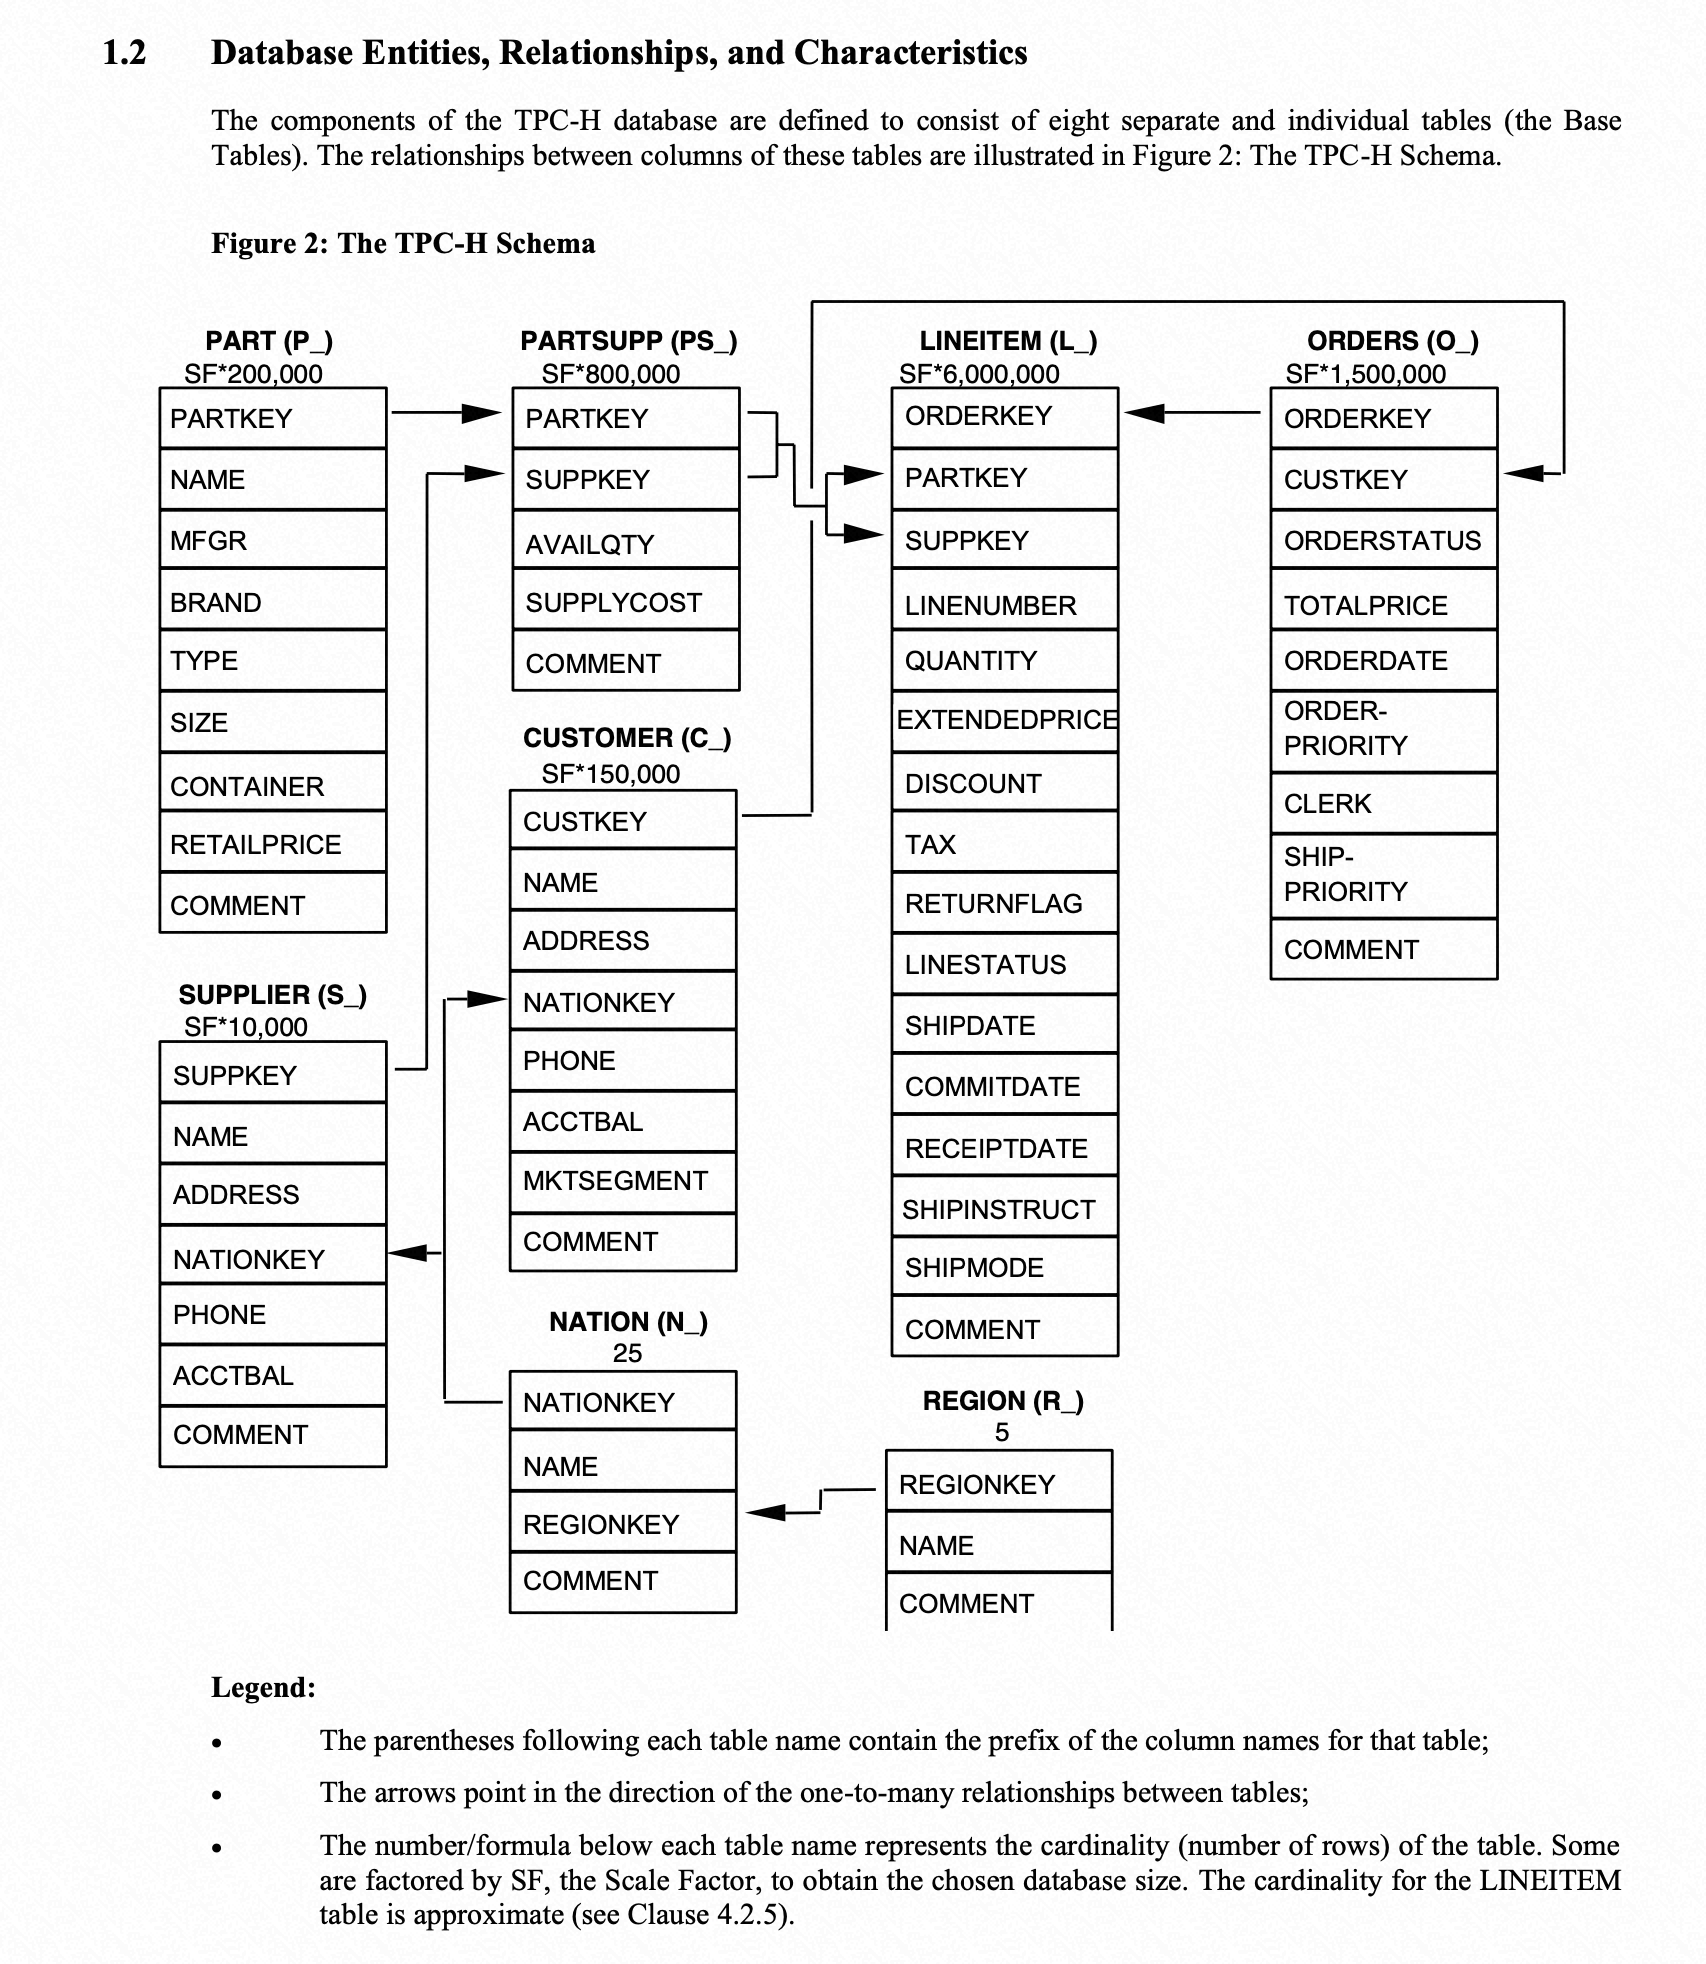 1.2 Database Entities, Relationships, and Characteristics
The components of the TPC-H database are defined to consist of eight separate and individual tables (the Base
Tables). The relationships between columns of these tables are illustrated in Figure 2: The TPC-H Schema.
Figure 2: The TPC-H Schema
PART (P_)
SF*200,000
PARTKEY
NAME
MFGR
BRAND
TYPE
SIZE
CONTAINER
RETAILPRICE
COMMENT
SUPPLIER (S_)
SF*10,000
SUPPKEY
NAME
ADDRESS
NATIONKEY
PHONE
ACCTBAL
COMMENT
PARTSUPP (PS_)
SF*800,000
PARTKEY
SUPPKEY
AVAILQTY
SUPPLYCOST
COMMENT
CUSTOMER (C_)
SF*150,000
CUSTKEY
NAME
ADDRESS
NATIONKEY
PHONE
ACCTBAL
MKTSEGMENT
COMMENT
NATION (N_)
25
NATIONKEY
NAME
REGIONKEY
COMMENT
LINEITEM (L_)
SF*6,000,000
ORDERKEY
PARTKEY
SUPPKEY
LINENUMBER
QUANTITY
EXTENDEDPRICE
DISCOUNT
TAX
RETURNFLAG
LINESTATUS
SHIPDATE
COMMITDATE
RECEIPTDATE
SHIPINSTRUCT
SHIPMODE
COMMENT
REGION (R_)
5
REGIONKEY
NAME
COMMENT
ORDERS (O_)
SF*1,500,000
ORDERKEY
CUSTKEY
ORDERSTATUS
TOTALPRICE
ORDERDATE
ORDER-
PRIORITY
CLERK
SHIP-
PRIORITY
COMMENT
Legend:
• The parentheses following each table name contain the prefix of the column names for that table;
• The arrows point in the direction of the one-to-many relationships between tables;
• The number/formula below each table name represents the cardinality (number of rows) of the table. Some
are factored by SF, the Scale Factor, to obtain the chosen database size. The cardinality for the LINEITEM
table is approximate (see Clause 4.2.5).